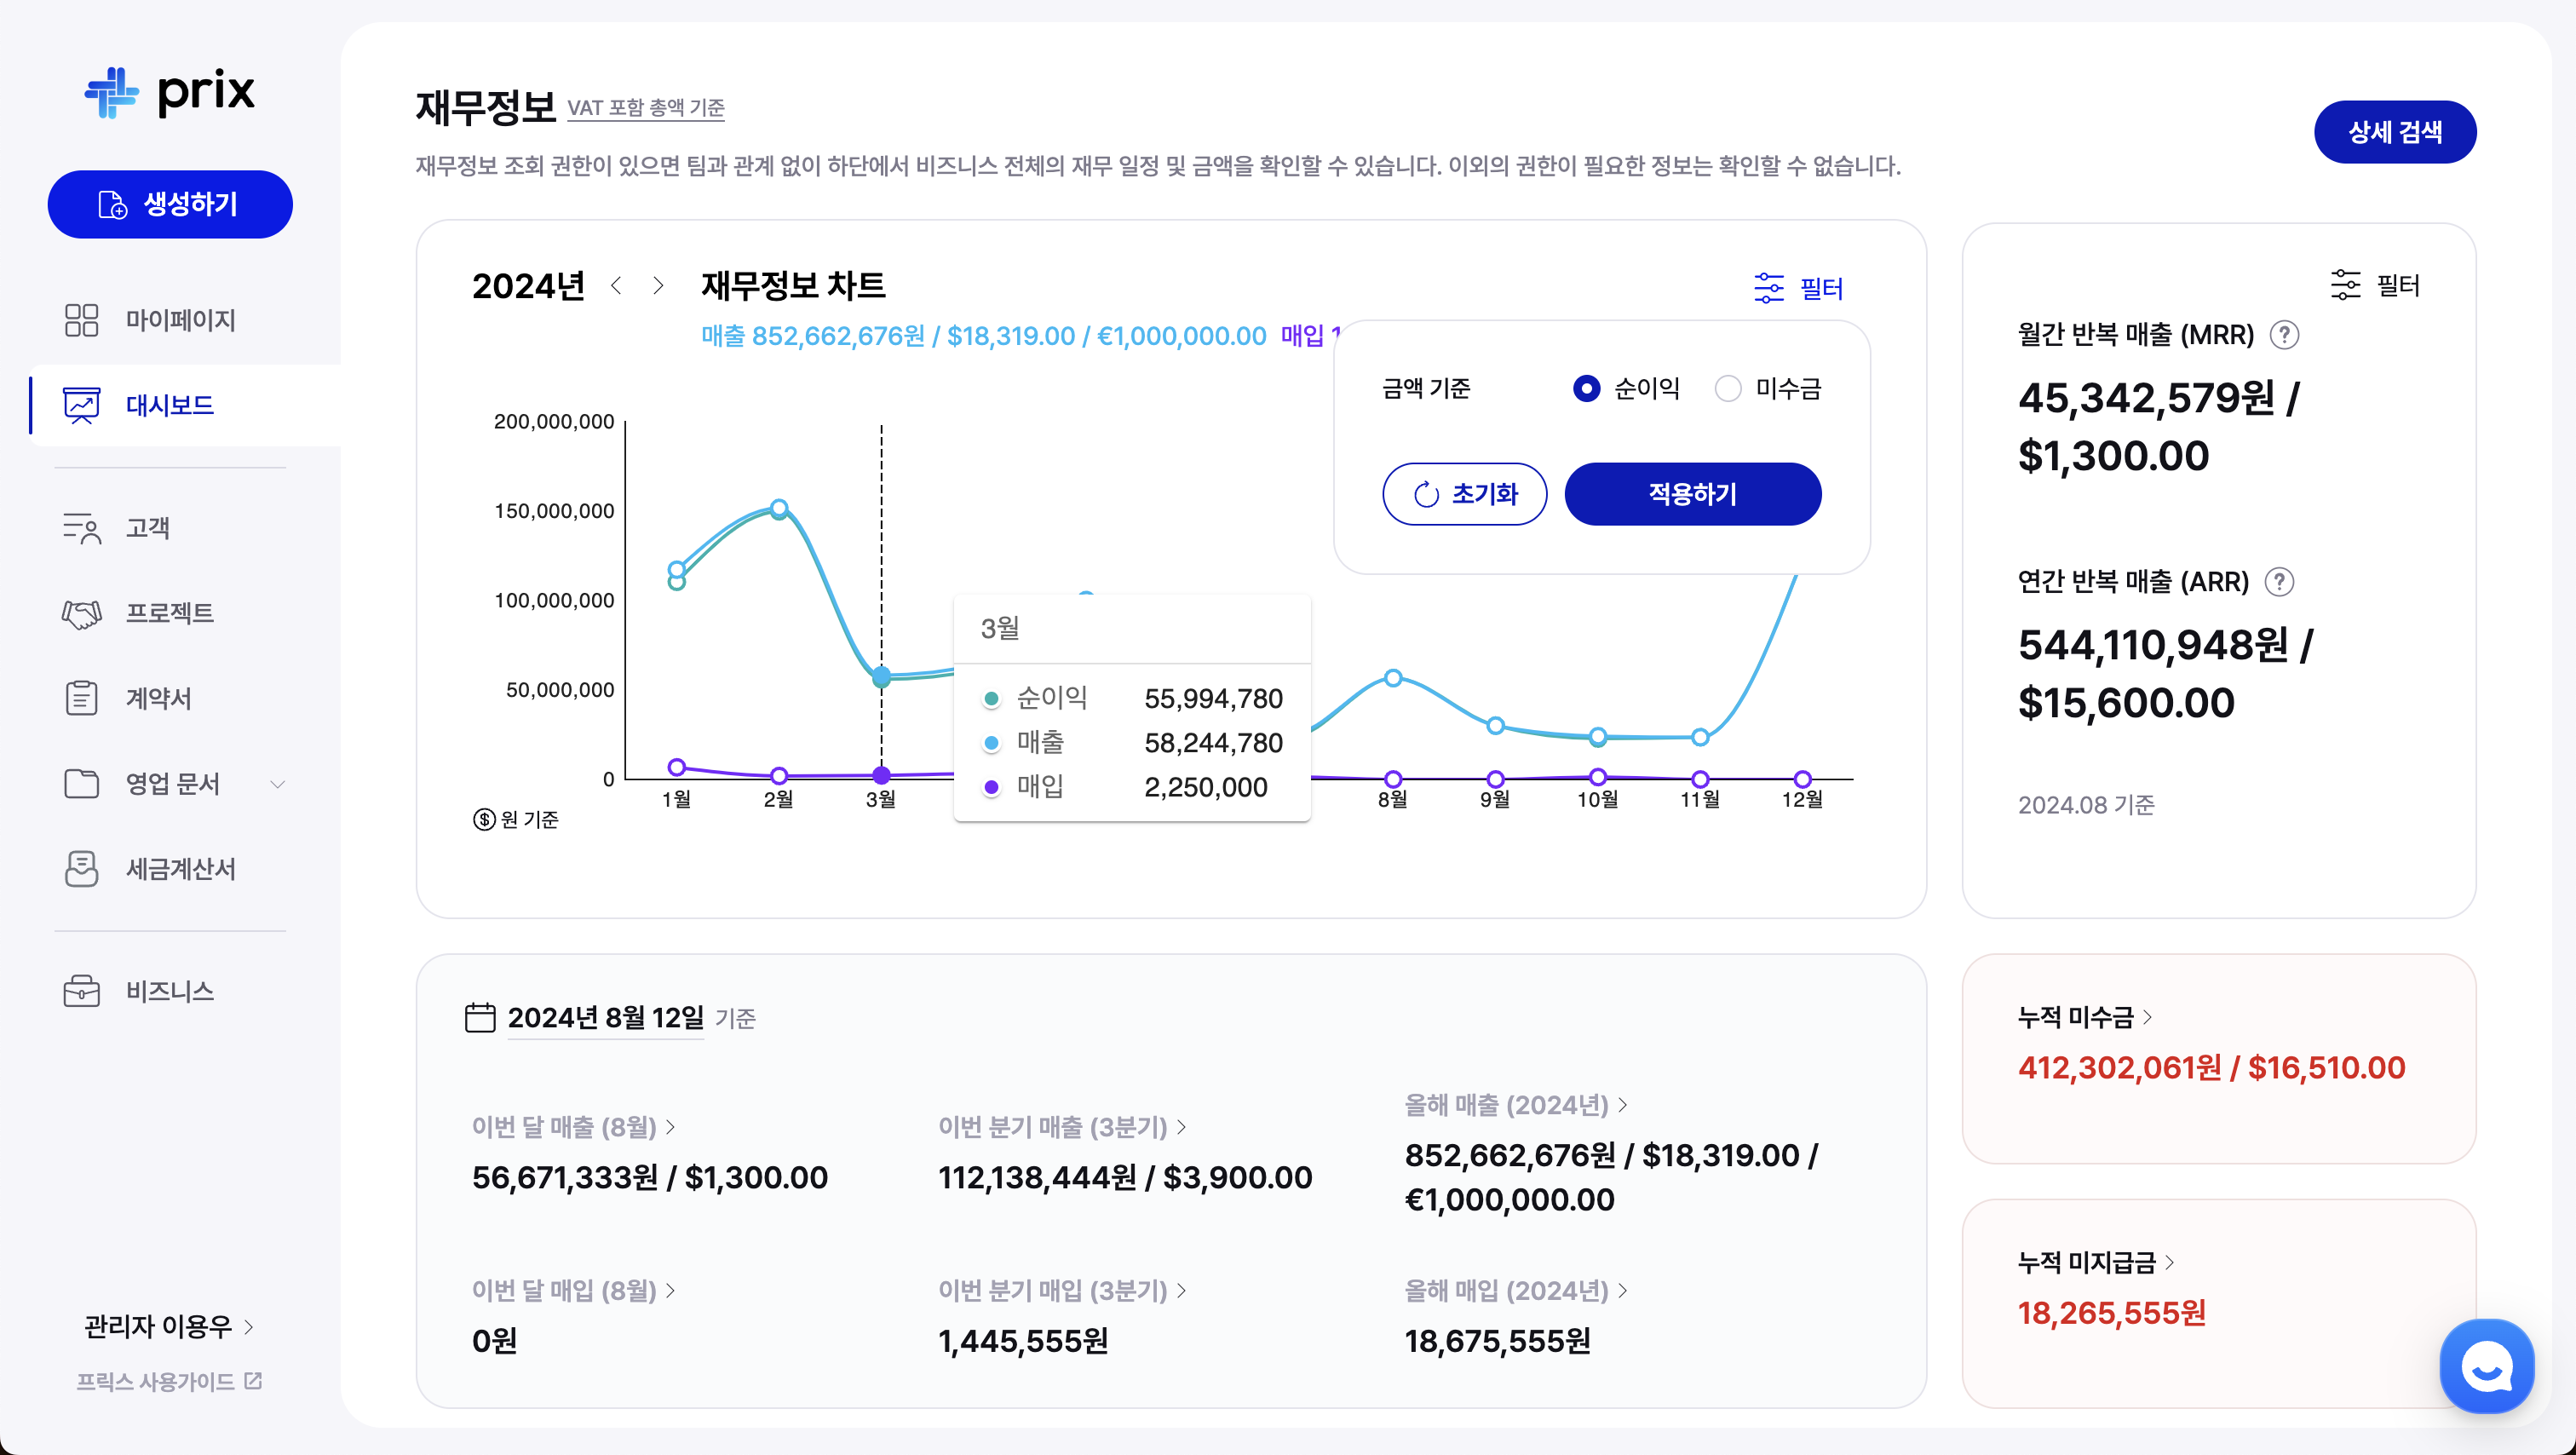 prix
생성하기
마이페이지
대시보드
고객
프로젝트
계약서
영업 문서
세금계산서
비즈니스
관리자 이용우
프릭스 사용가이드
재무정보 VAT 포함 총액 기준
재무정보 조회 권한이 있으면 팀과 관계 없이 하단에서 비즈니스 전체의 재무 일정 및 금액을 확인할 수 있습니다. 이외의 권한이 필요한 정보는 확인할 수 없습니다.
상세 검색
2024년 재무정보 차트
필터
매출 852,662,676원 / $18,319.00 / €1,000,000.00 매입
금액 기준 순이익 미수금
초기화 적용하기
200,000,000
150,000,000
100,000,000
50,000,000
0
1월 2월 3월 8월 9월 10월 11월 12월
$ 원 기준
3월
순이익 55,994,780
매출 58,244,780
매입 2,250,000
필터
월간 반복 매출 (MRR) ?
45,342,579원 /
$1,300.00
연간 반복 매출 (ARR) ?
544,110,948원 /
$15,600.00
2024.08 기준
2024년 8월 12일 기준
이번 달 매출 (8월)
56,671,333원 / $1,300.00
이번 분기 매출 (3분기)
112,138,444원 / $3,900.00
올해 매출 (2024년)
852,662,676원 / $18,319.00 /
€1,000,000.00
이번 달 매입 (8월)
0원
이번 분기 매입 (3분기)
1,445,555원
올해 매입 (2024년)
18,675,555원
누적 미수금
412,302,061원 / $16,510.00
누적 미지급금
18,265,555원